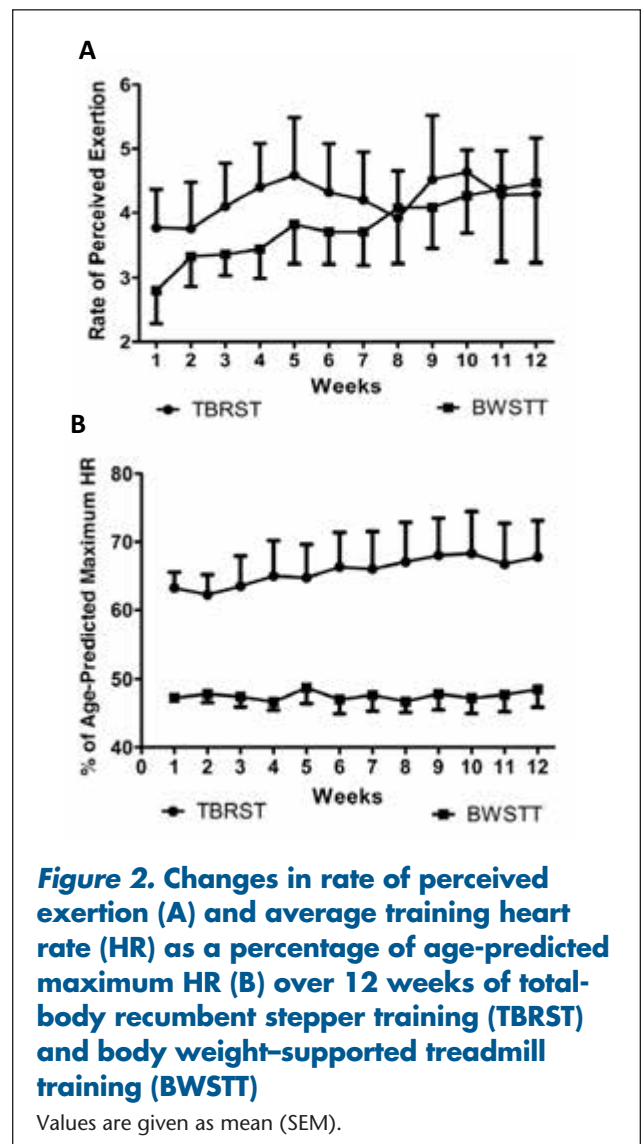 A
Rate of Perceived Exertion
6
5
4
3
2
1 2 3 4 5 6 7 8 9 10 11 12
Weeks
TBRST BWSTT
B
% of Age-Predicted Maximum HR
80
70
60
50
40
0 1 2 3 4 5 6 7 8 9 10 11 12
Weeks
TBRST BWSTT
Figure 2. Changes in rate of perceived
exertion (A) and average training heart
rate (HR) as a percentage of age-predicted
maximum HR (B) over 12 weeks of total-
body recumbent stepper training (TBRST)
and body weight–supported treadmill
training (BWSTT)
Values are given as mean (SEM).